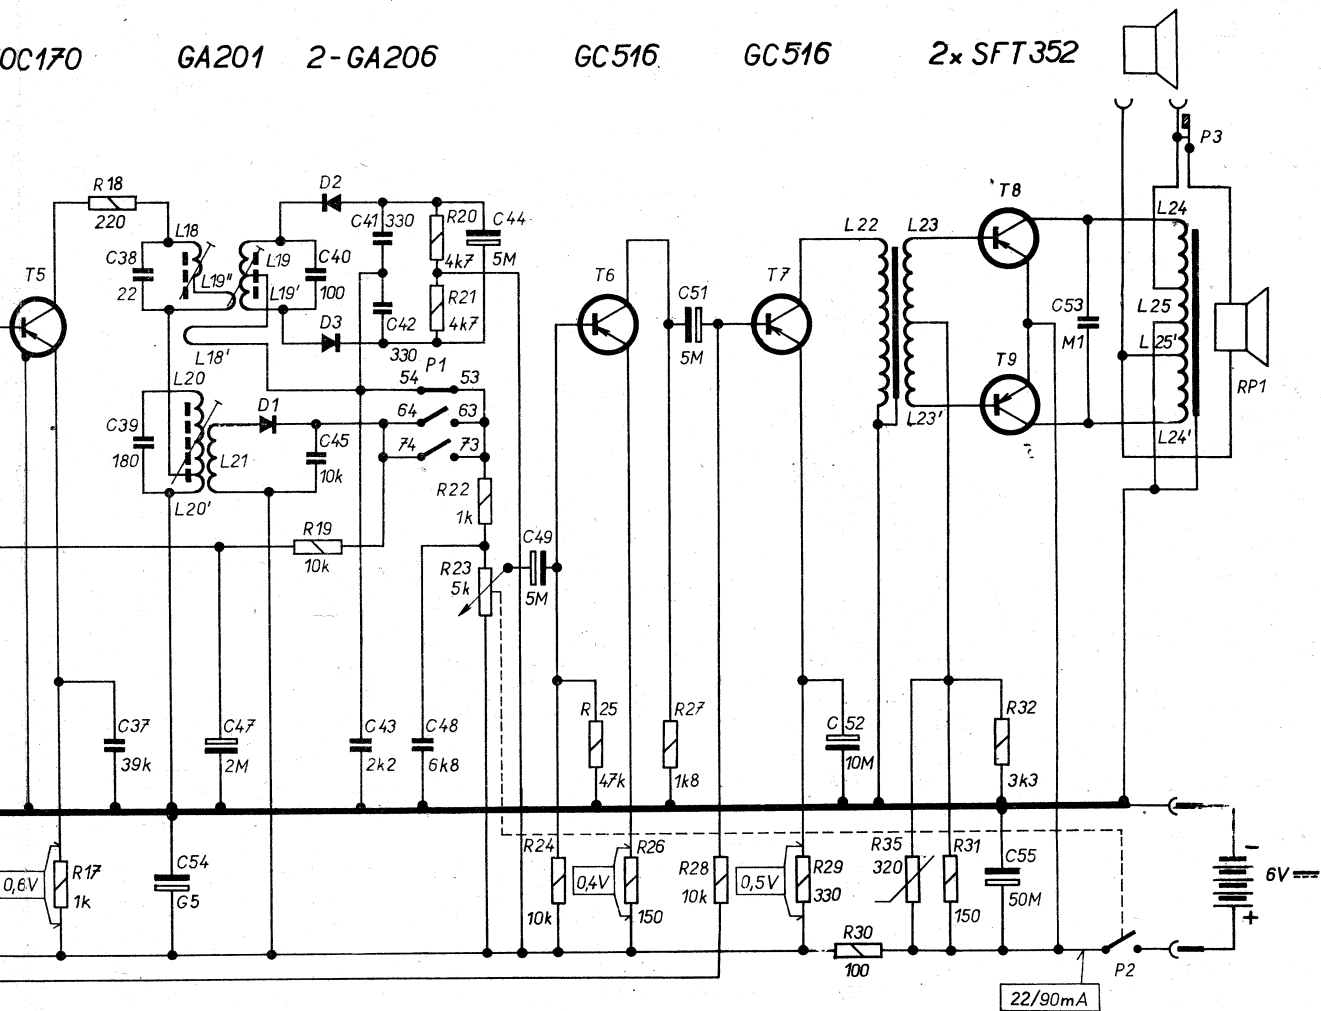 OC170 GA201 2-GA206 GC516 GC516 2x SFT352
P3
R18 D2 T8
220 C41 330 R20 C44 L24
L18 L22 L23
C38 L19 C40 4k7 5M
22 L19" L19' 100
T5 T6 C51 T7 C53 L25
R21
D3 C42 4k7 5M M1 L25'
L18' 330 P1 T9 RP1
L20 54 53
D1 64 63 L23'
C39 C45 74 73 L24'
180 L21 10k
L20' R22
1k
R19 C49
10k R23
5k 5M
C37 C47 C43 C48 R25 R27 C52 R32
39k 2M 2k2 6k8 47k 1k8 10M 3k3
R24 R26 R35 R31 C55 -
0,6V R17 C54 0,4V R28 0,5V R29 320 6V
1k G5 10k 150 10k 330 150 50M +
R30
100 P2
22/90mA